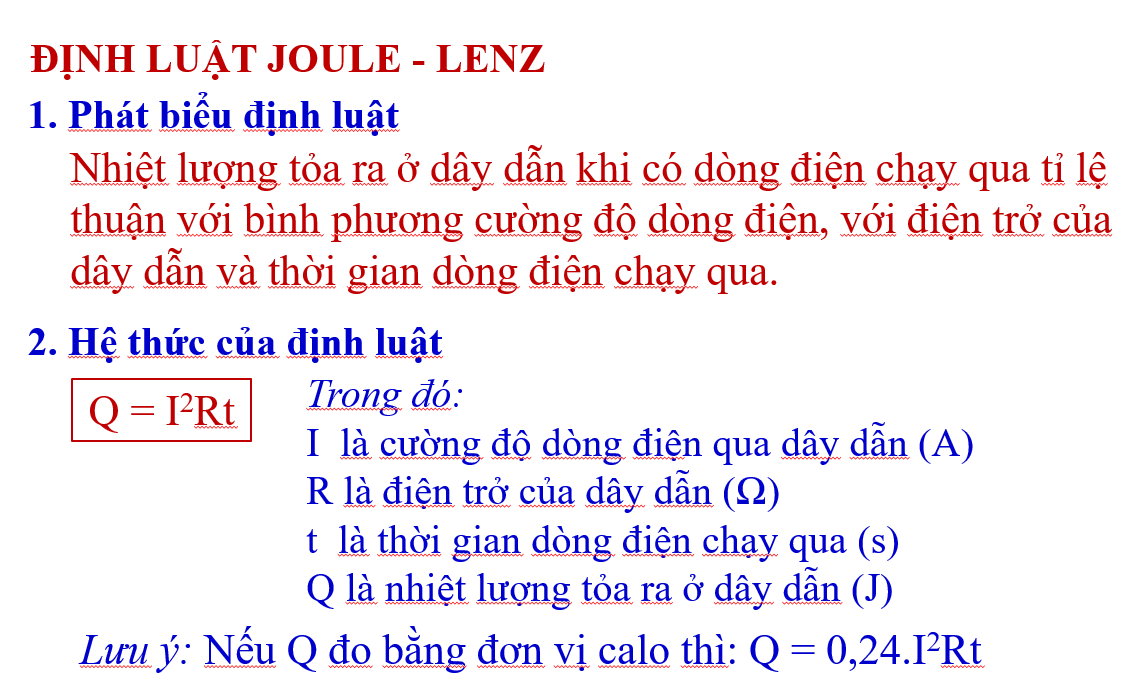 ĐỊNH LUẬT JOULE - LENZ
1. Phát biểu định luật
Nhiệt lượng tỏa ra ở dây dẫn khi có dòng điện chạy qua tỉ lệ
thuận với bình phương cường độ dòng điện, với điện trở của
dây dẫn và thời gian dòng điện chạy qua.
2. Hệ thức của định luật
Q = I²Rt
Trong đó:
I là cường độ dòng điện qua dây dẫn (A)
R là điện trở của dây dẫn (Ω)
t là thời gian dòng điện chạy qua (s)
Q là nhiệt lượng tỏa ra ở dây dẫn (J)
Lưu ý: Nếu Q đo bằng đơn vị calo thì: Q = 0,24.I²Rt